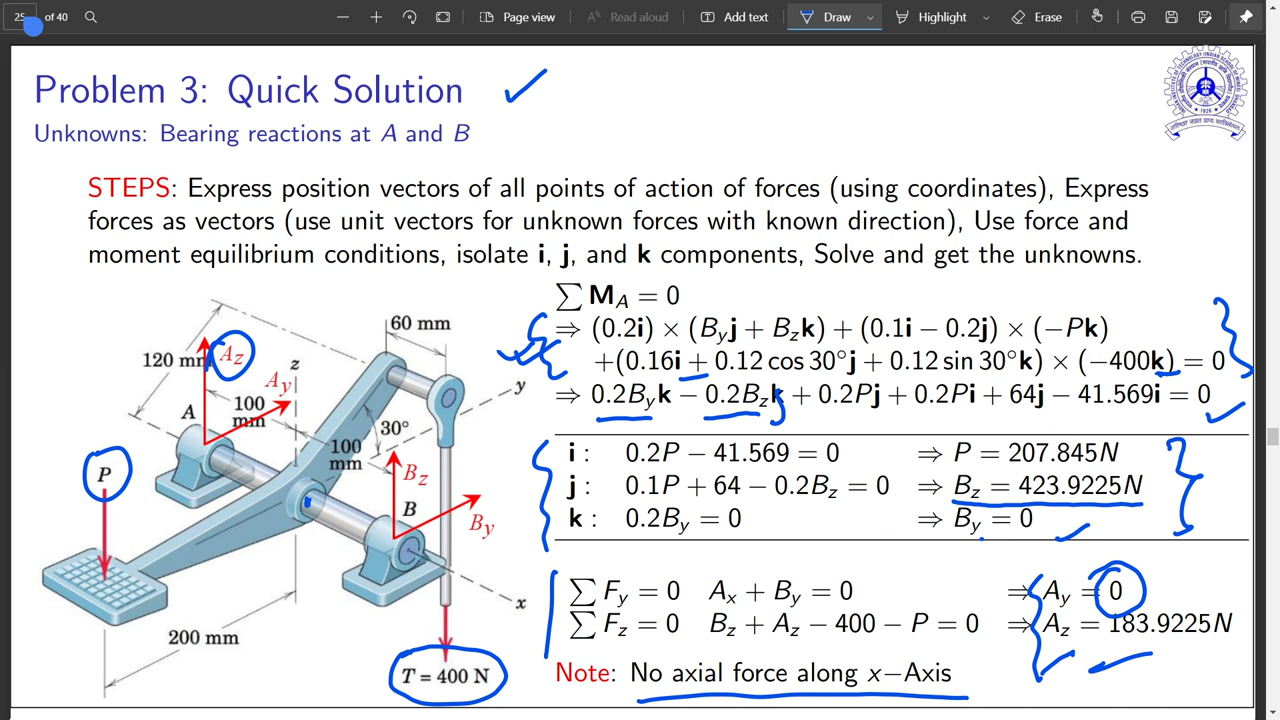 25 of 40
Page view
Read aloud
Add text
Draw
Highlight
Erase
Problem 3: Quick Solution
Unknowns: Bearing reactions at A and B
STEPS: Express position vectors of all points of action of forces (using coordinates), Express
forces as vectors (use unit vectors for unknown forces with known direction), Use force and
moment equilibrium conditions, isolate i, j, and k components, Solve and get the unknowns.
∑ M_A = 0
⇒ (0.2i) × (B_y j + B_z k) + (0.1i − 0.2j) × (−Pk)
+(0.16i + 0.12 cos 30°j + 0.12 sin 30°k) × (−400k) = 0
⇒ 0.2B_y k − 0.2B_z k + 0.2Pj + 0.2Pi + 64j − 41.569i = 0
j
i : 0.2P − 41.569 = 0 ⇒ P = 207.845N
j : 0.1P + 64 − 0.2B_z = 0 ⇒ B_z = 423.9225N
k : 0.2B_y = 0 ⇒ B_y = 0
∑ F_y = 0 A_x + B_y = 0 ⇒ A_y = 0
∑ F_z = 0 B_z + A_z − 400 − P = 0 ⇒ A_z = 183.9225N
Note: No axial force along x−Axis
60 mm
120 mm
A_z
z
A_y
y
100
mm
A
30°
100
mm
P
B_z
B
B_y
x
200 mm
T = 400 N